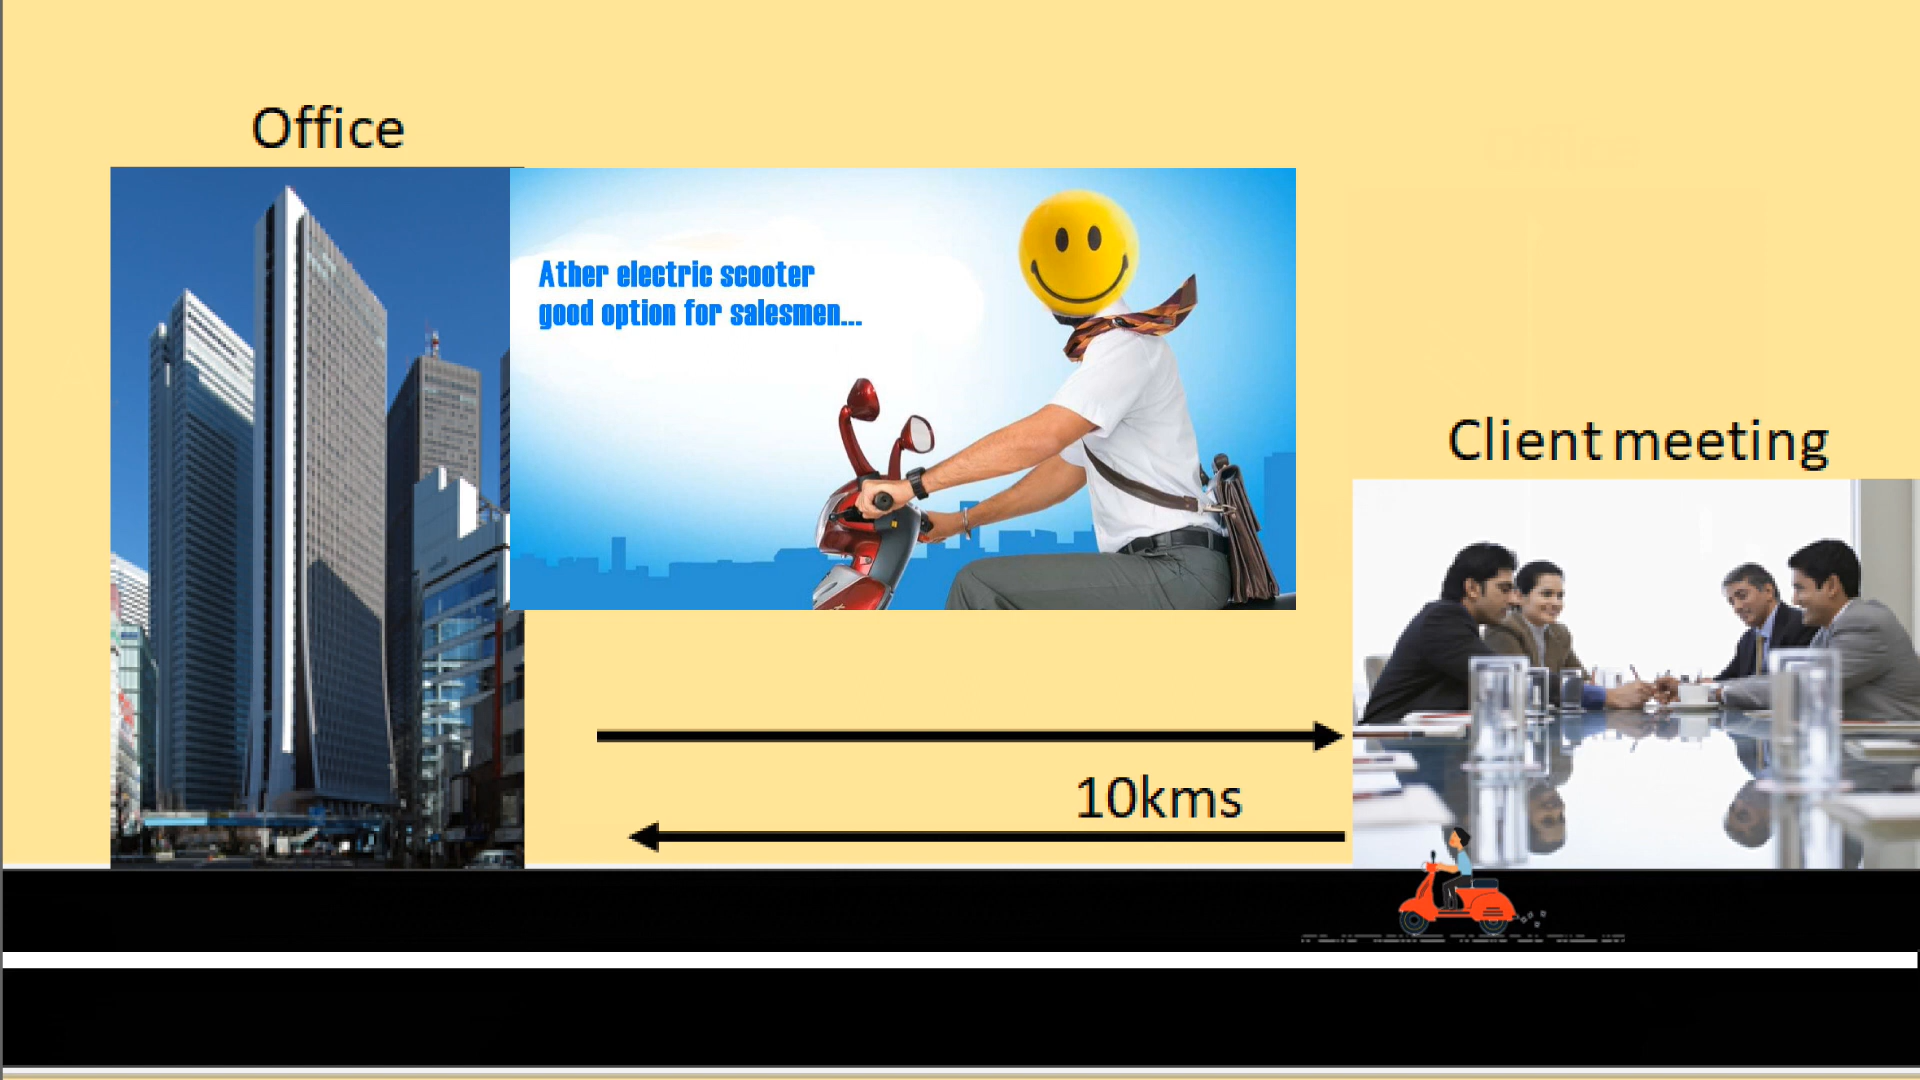 Office
Ather electric scooter
good option for salesmen...
Client meeting
10kms